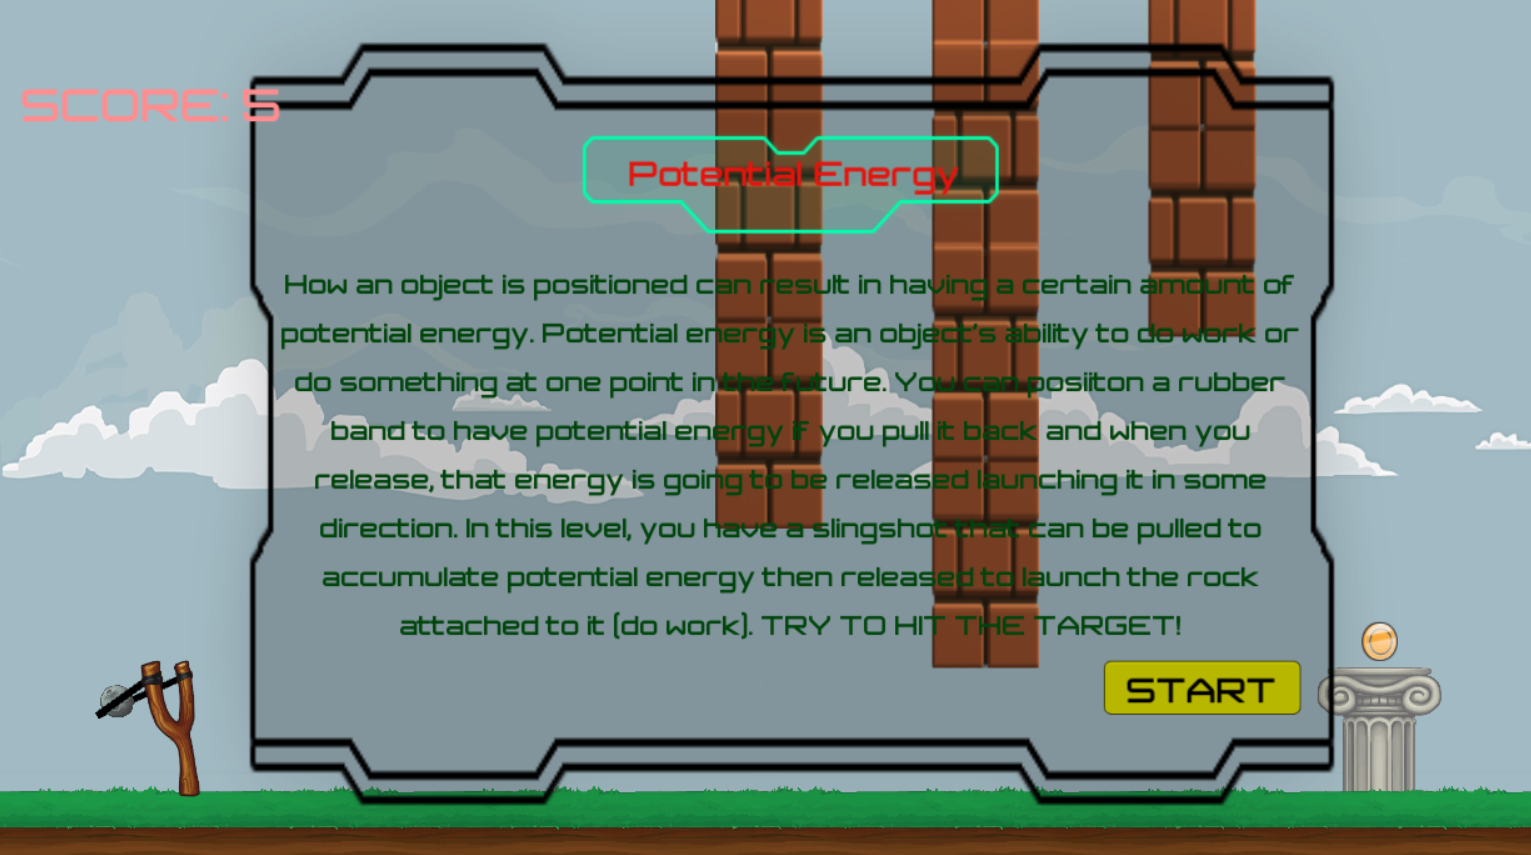 SCORE: 5
Potential Energy
How an object is positioned can result in having a certain amount of
potential energy. Potential energy is an object's ability to do work or
do something at one point in the future. You can posiiton a rubber
band to have potential energy if you pull it back and when you
release, that energy is going to be released launching it in some
direction. In this level, you have a slingshot that can be pulled to
accumulate potential energy then released to launch the rock
attached to it (do work). TRY TO HIT THE TARGET!
START